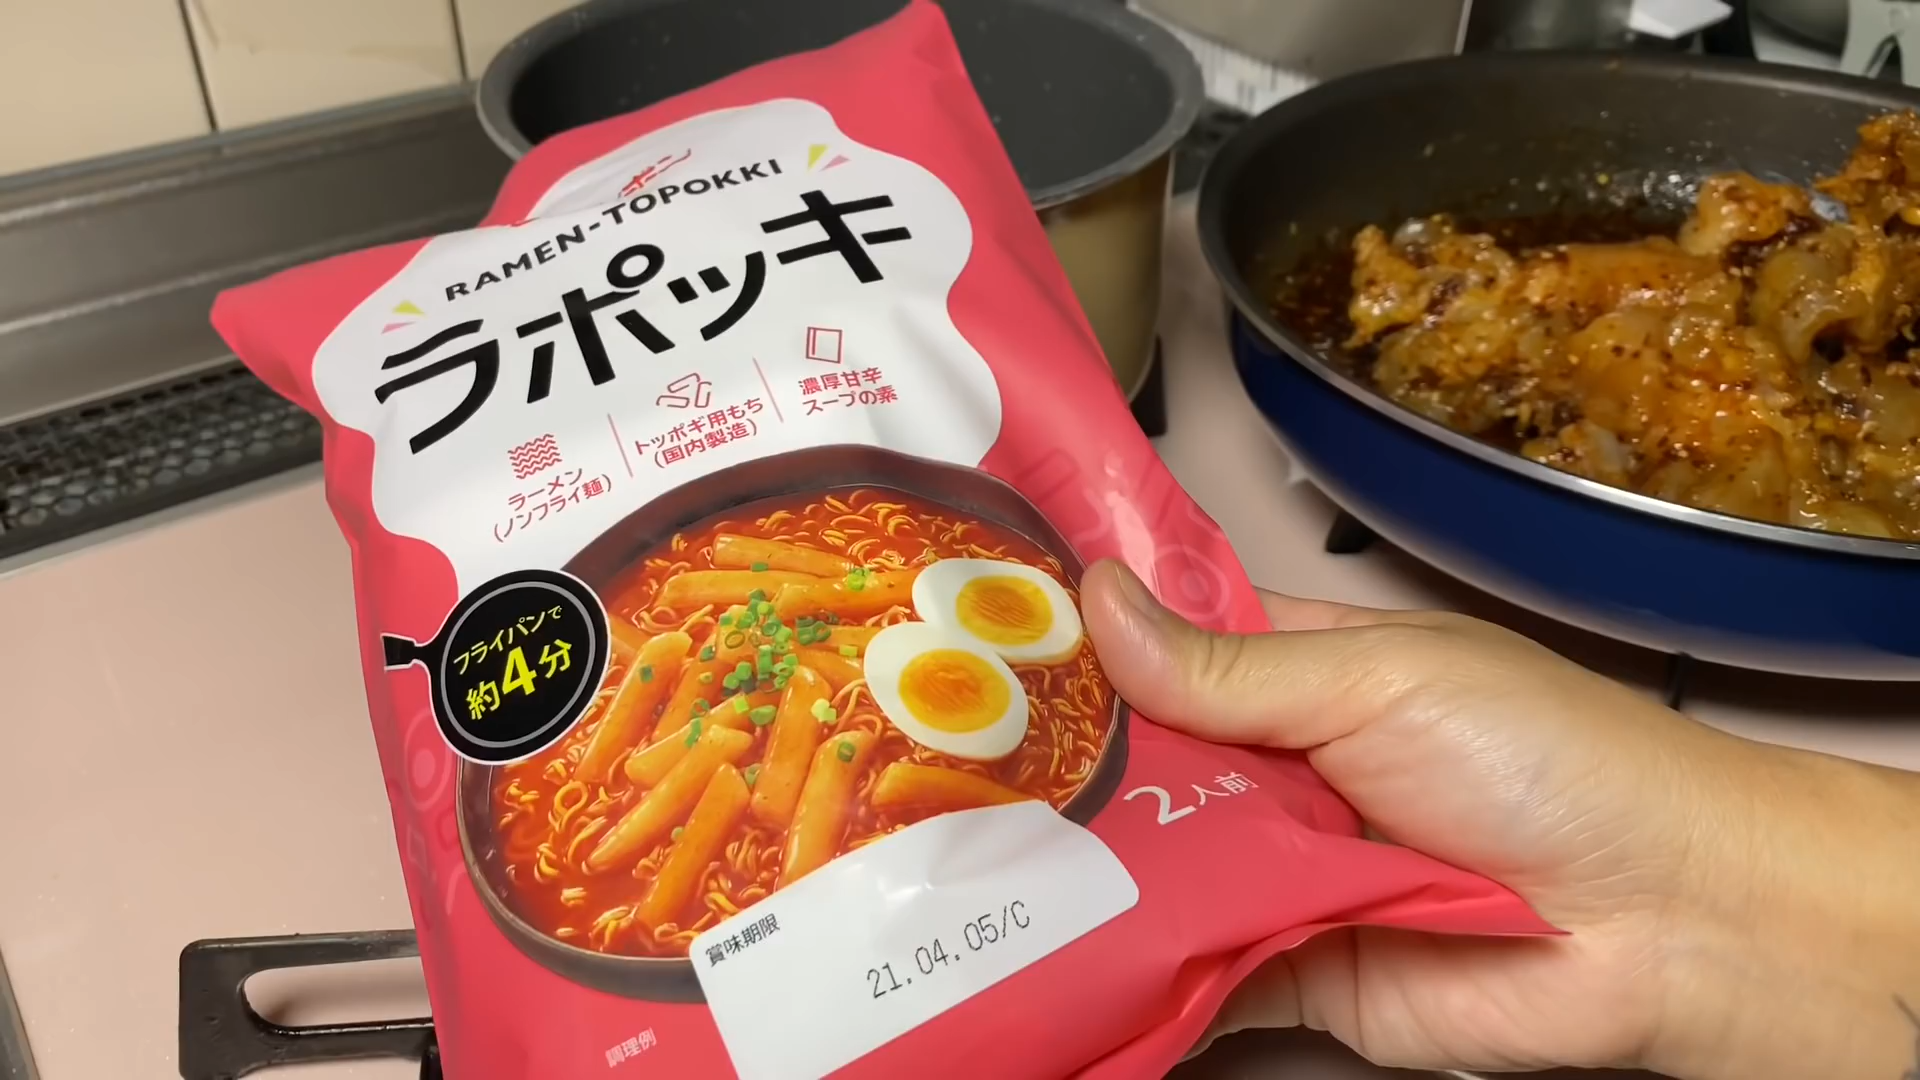 RAMEN-TOPOKKI
ラポッキ
ラーメン
(ノンフライ麺)
トッポギ用もち
(国内製造)
濃厚甘辛
スープの素
フライパンで
約4分
2人前
賞味期限
21.04.05/C
調理例